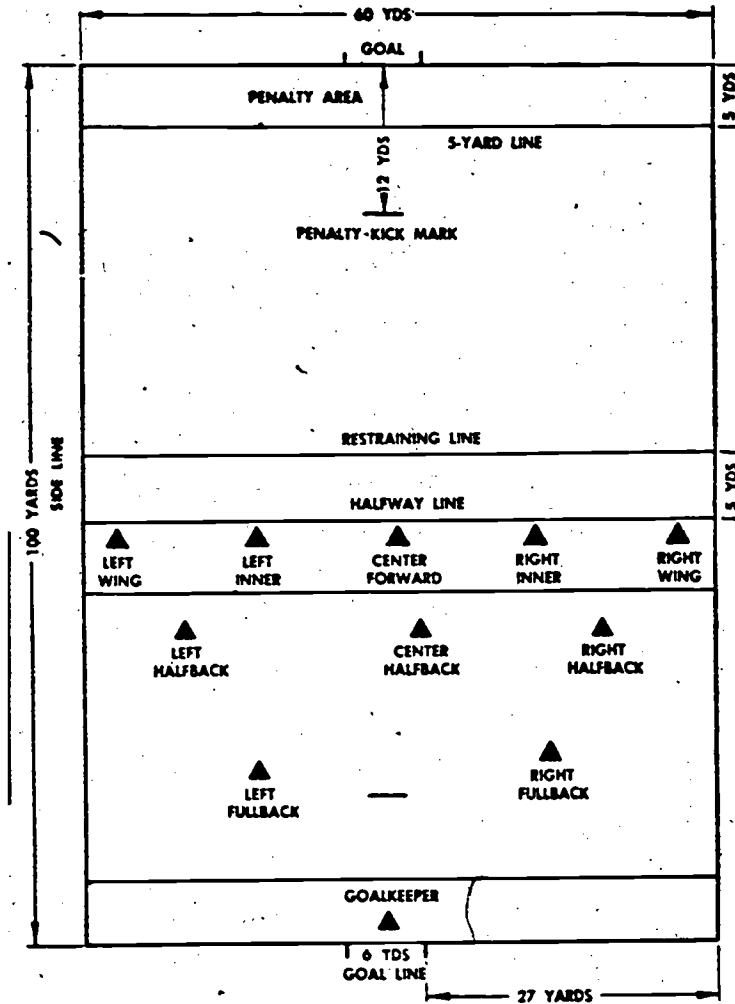 60 YDS
GOAL
PENALTY AREA
5 YDS
5-YARD LINE
12 YDS
PENALTY-KICK MARK
RESTRAINING LINE
5 YDS
HALFWAY LINE
100 YARDS
SIDE LINE
LEFT WING
LEFT INNER
CENTER FORWARD
RIGHT INNER
RIGHT WING
LEFT HALFBACK
CENTER HALFBACK
RIGHT HALFBACK
LEFT FULLBACK
RIGHT FULLBACK
GOALKEEPER
6 YDS
GOAL LINE
27 YARDS